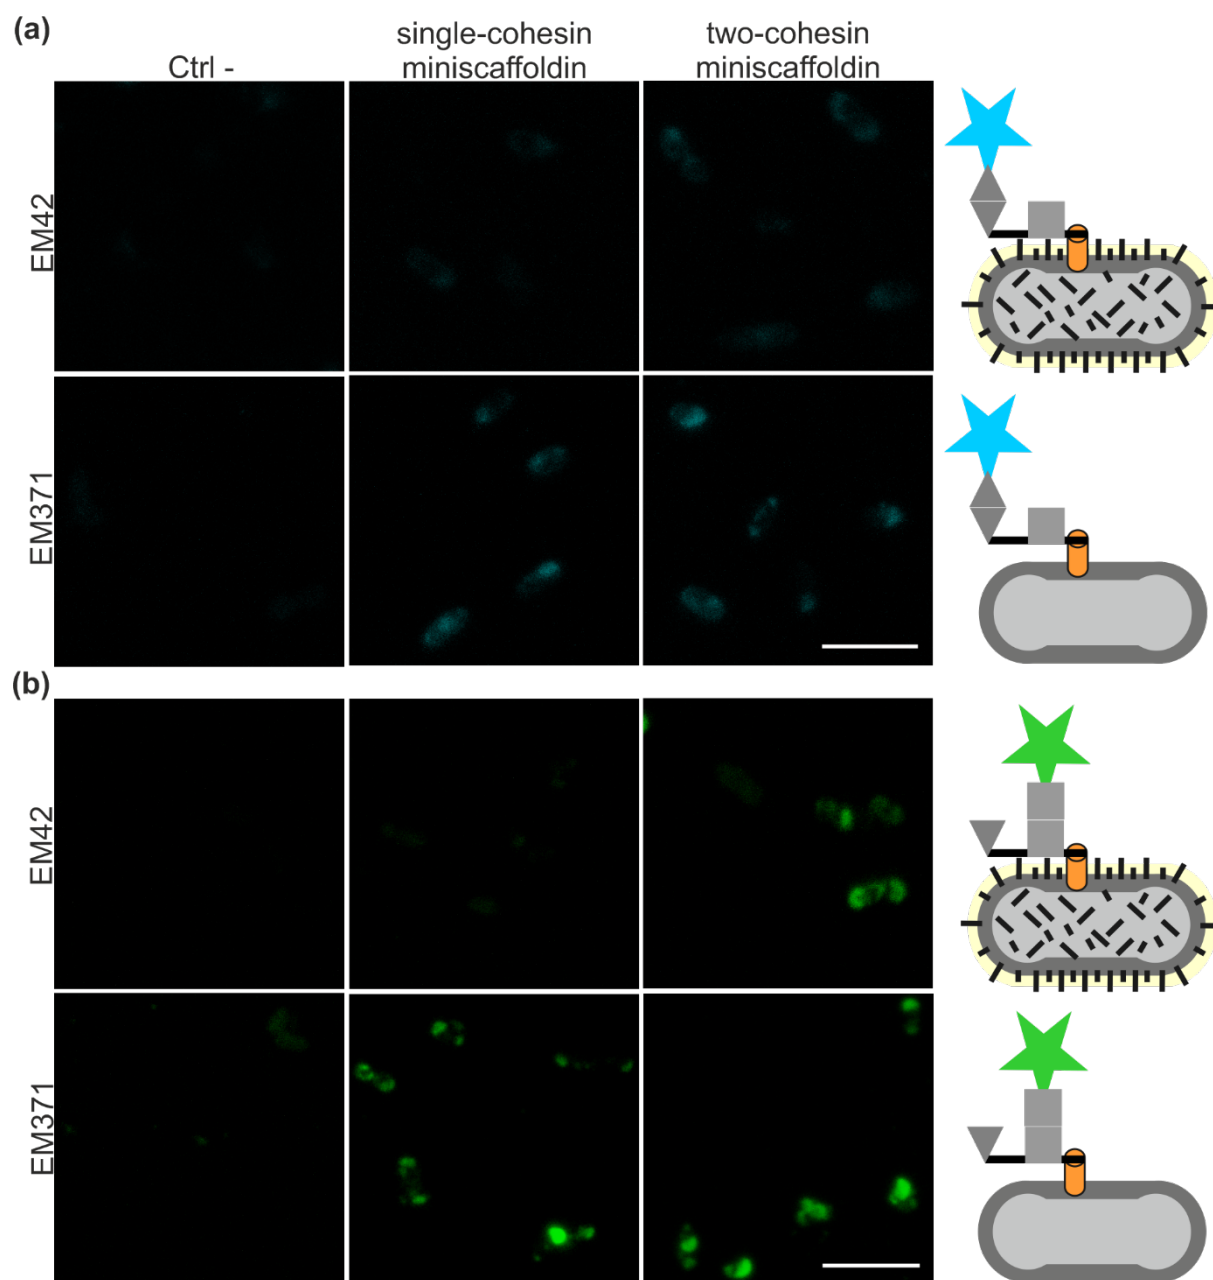 (a)
Ctrl -
single-cohesin
miniscaffoldin
two-cohesin
miniscaffoldin
EM42
EM371
(b)
EM42
EM371